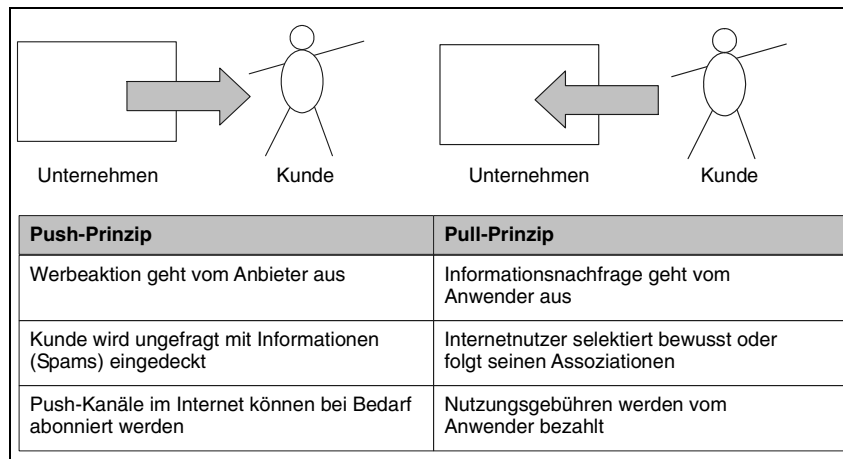 Unternehmen Kunde Unternehmen Kunde
Push-Prinzip Pull-Prinzip
Werbeaktion geht vom Anbieter aus
Informationsnachfrage geht vom
Anwender aus
Kunde wird ungefragt mit Informationen
(Spams) eingedeckt
Internetnutzer selektiert bewusst oder
folgt seinen Assoziationen
Push-Kanäle im Internet können bei Bedarf
abonniert werden
Nutzungsgebühren werden vom
Anwender bezahlt